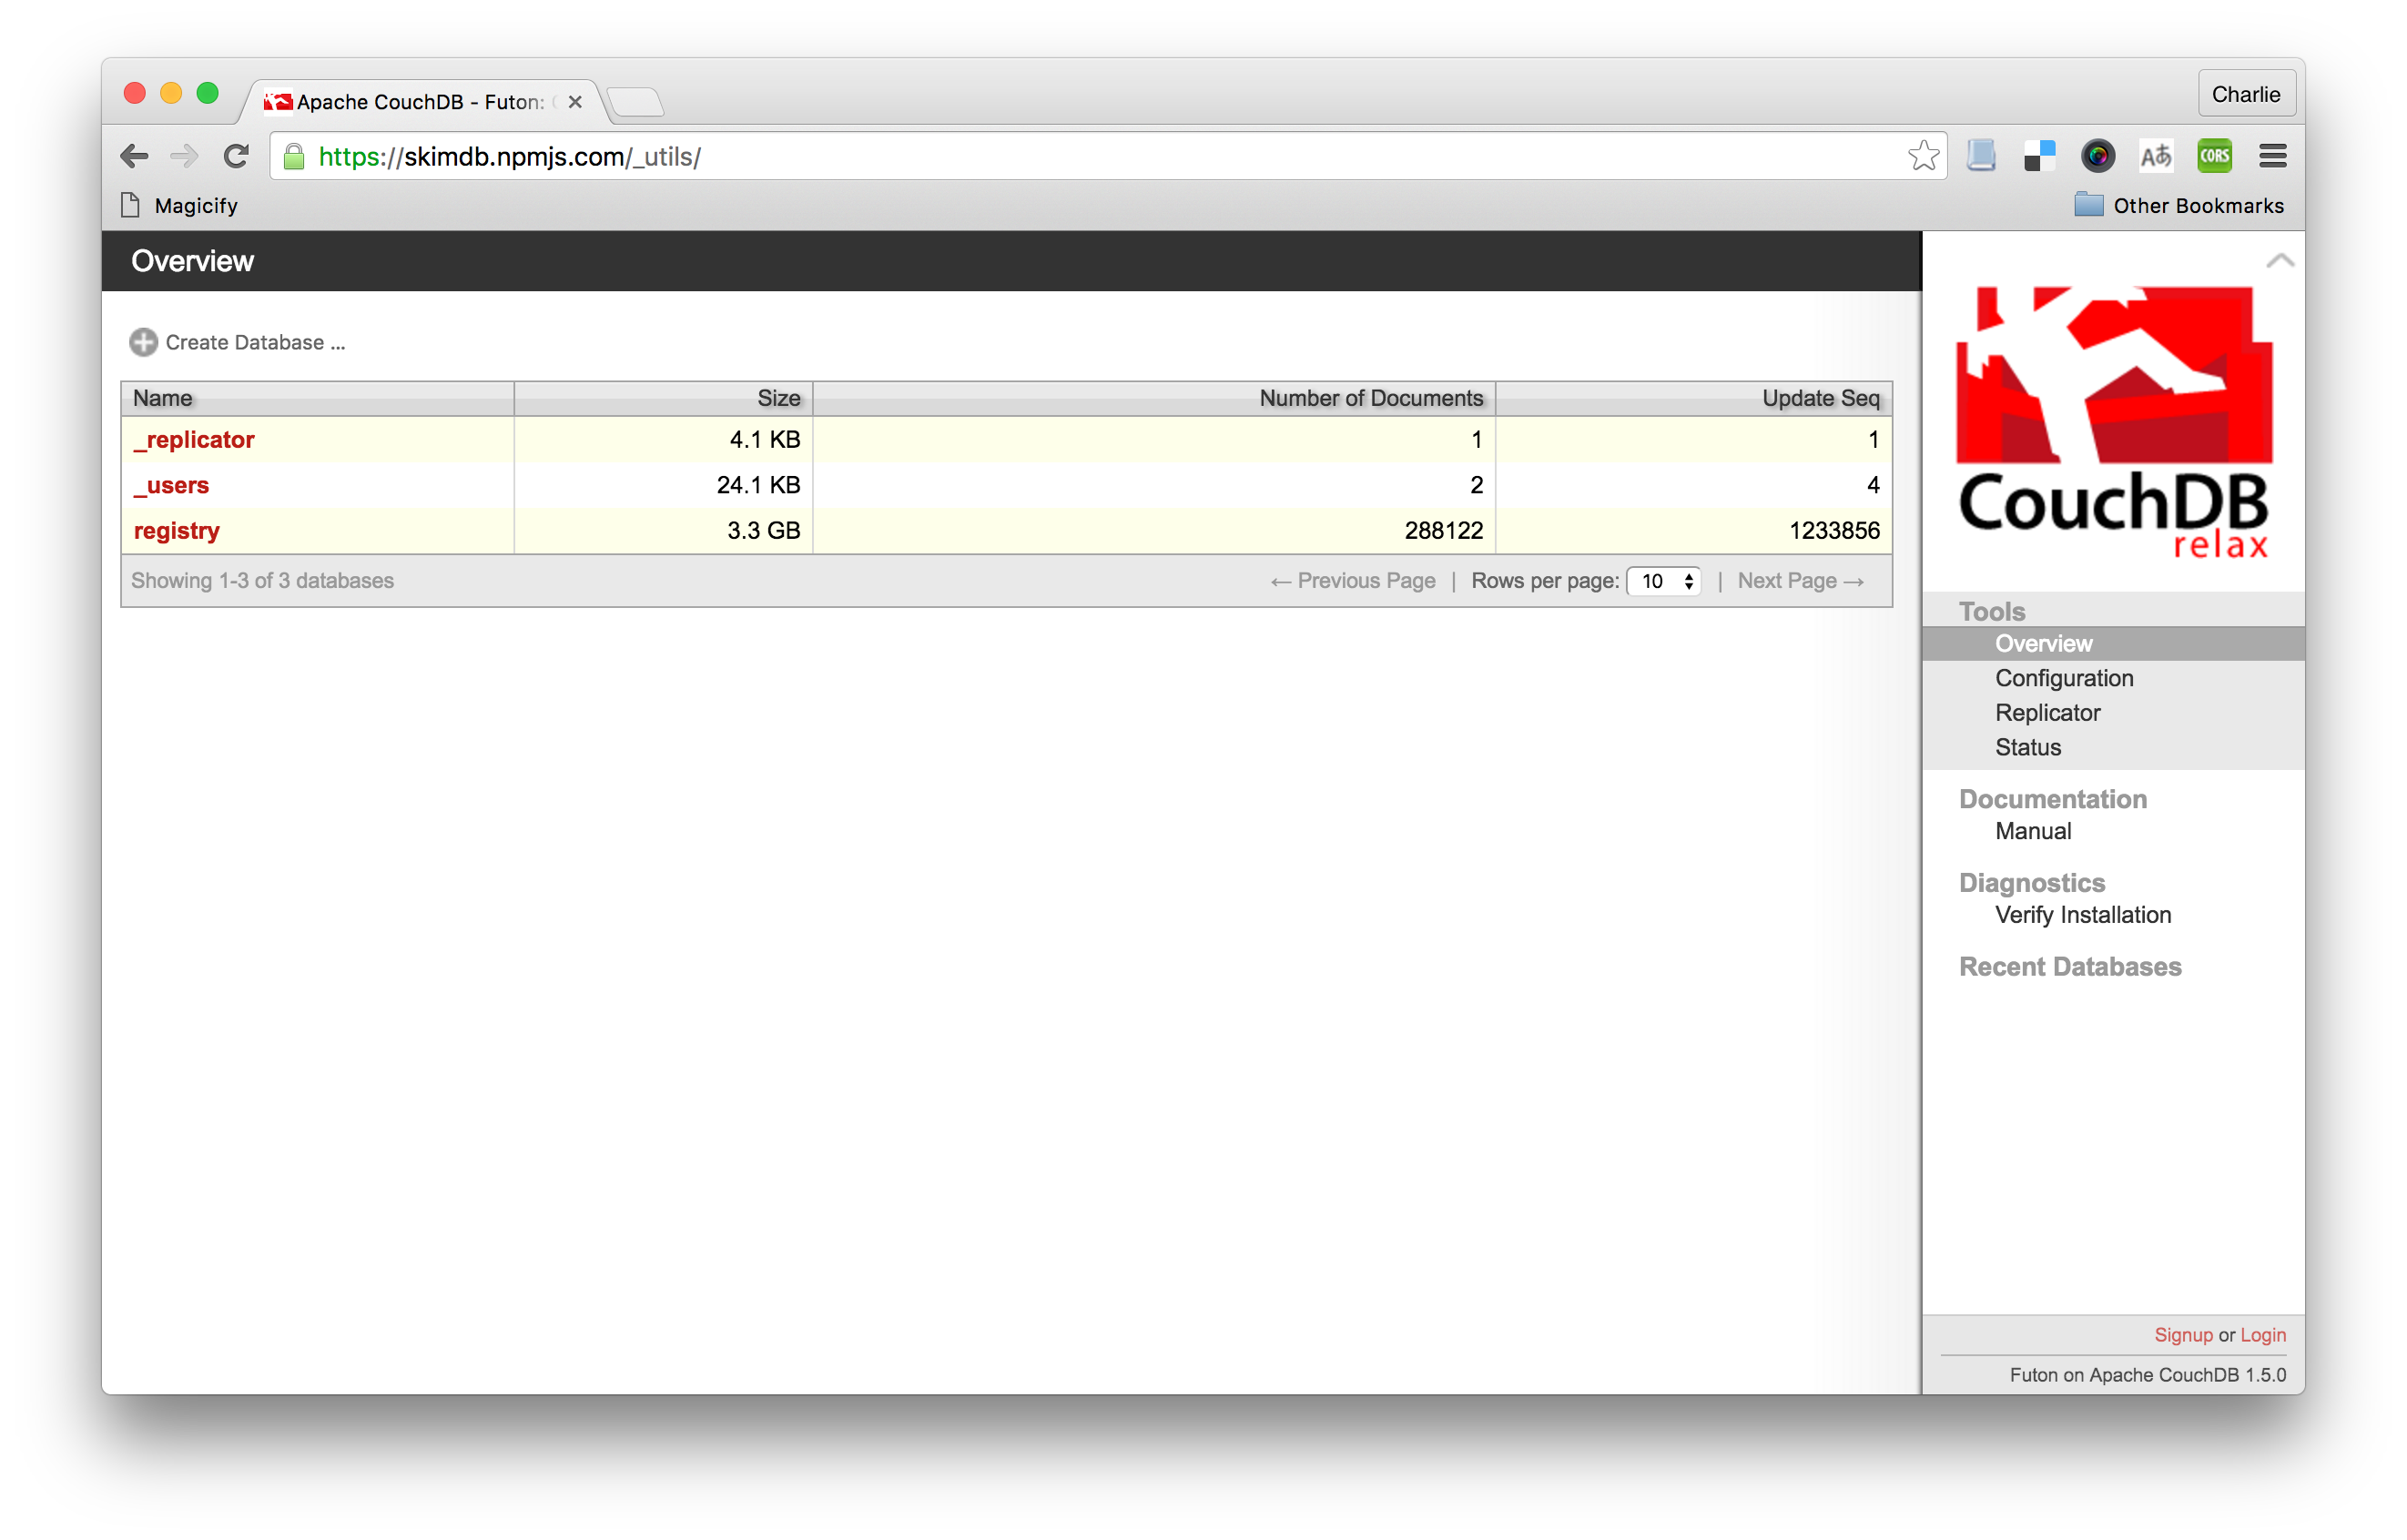 Apache CouchDB - Futon:
Charlie
https://skimdb.npmjs.com/_utils/
Aあ
CORS
Magicify
Other Bookmarks
Overview
Create Database ...
Name Size Number of Documents Update Seq
_replicator 4.1 KB 1 1
_users 24.1 KB 2 4
registry 3.3 GB 288122 1233856
Showing 1-3 of 3 databases ← Previous Page | Rows per page: 10 | Next Page →
CouchDB
relax
Tools
Overview
Configuration
Replicator
Status
Documentation
Manual
Diagnostics
Verify Installation
Recent Databases
Signup or Login
Futon on Apache CouchDB 1.5.0